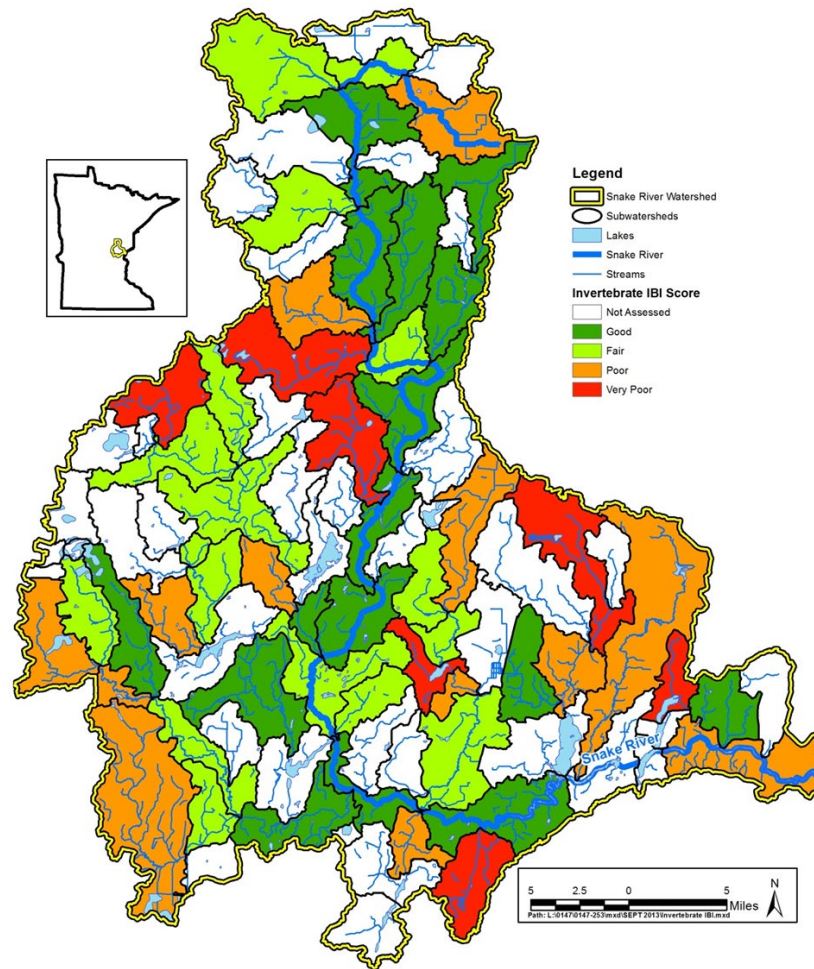 Legend
Snake River Watershed
Subwatersheds
Lakes
Snake River
Streams
Invertebrate IBI Score
Not Assessed
Good
Fair
Poor
Very Poor
Snake River
5 2.5 0 5
Miles
N
Path: L:\0147\0147-253\mxd\SEPT 2013\Invertebrate IBI.mxd